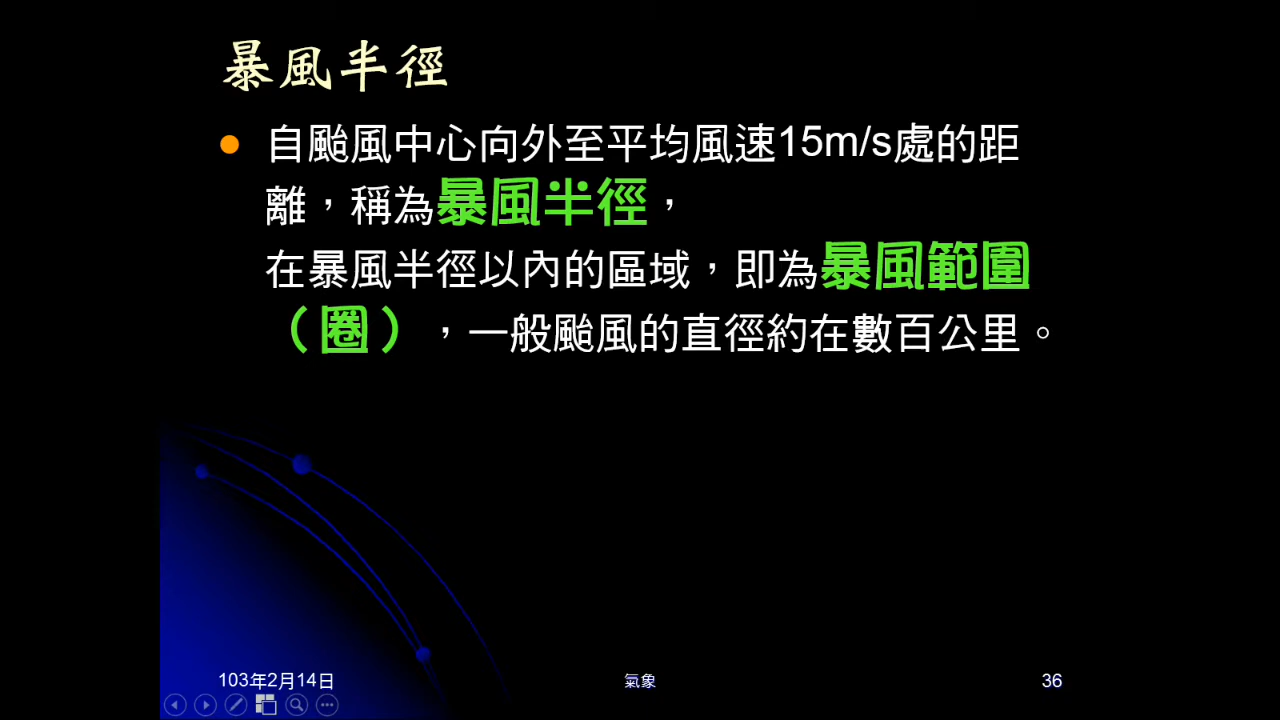 暴風半徑
自颱風中心向外至平均風速15m/s處的距
離，稱為暴風半徑，
在暴風半徑以內的區域，即為暴風範圍
（圈），一般颱風的直徑約在數百公里。
103年2月14日
氣象
36